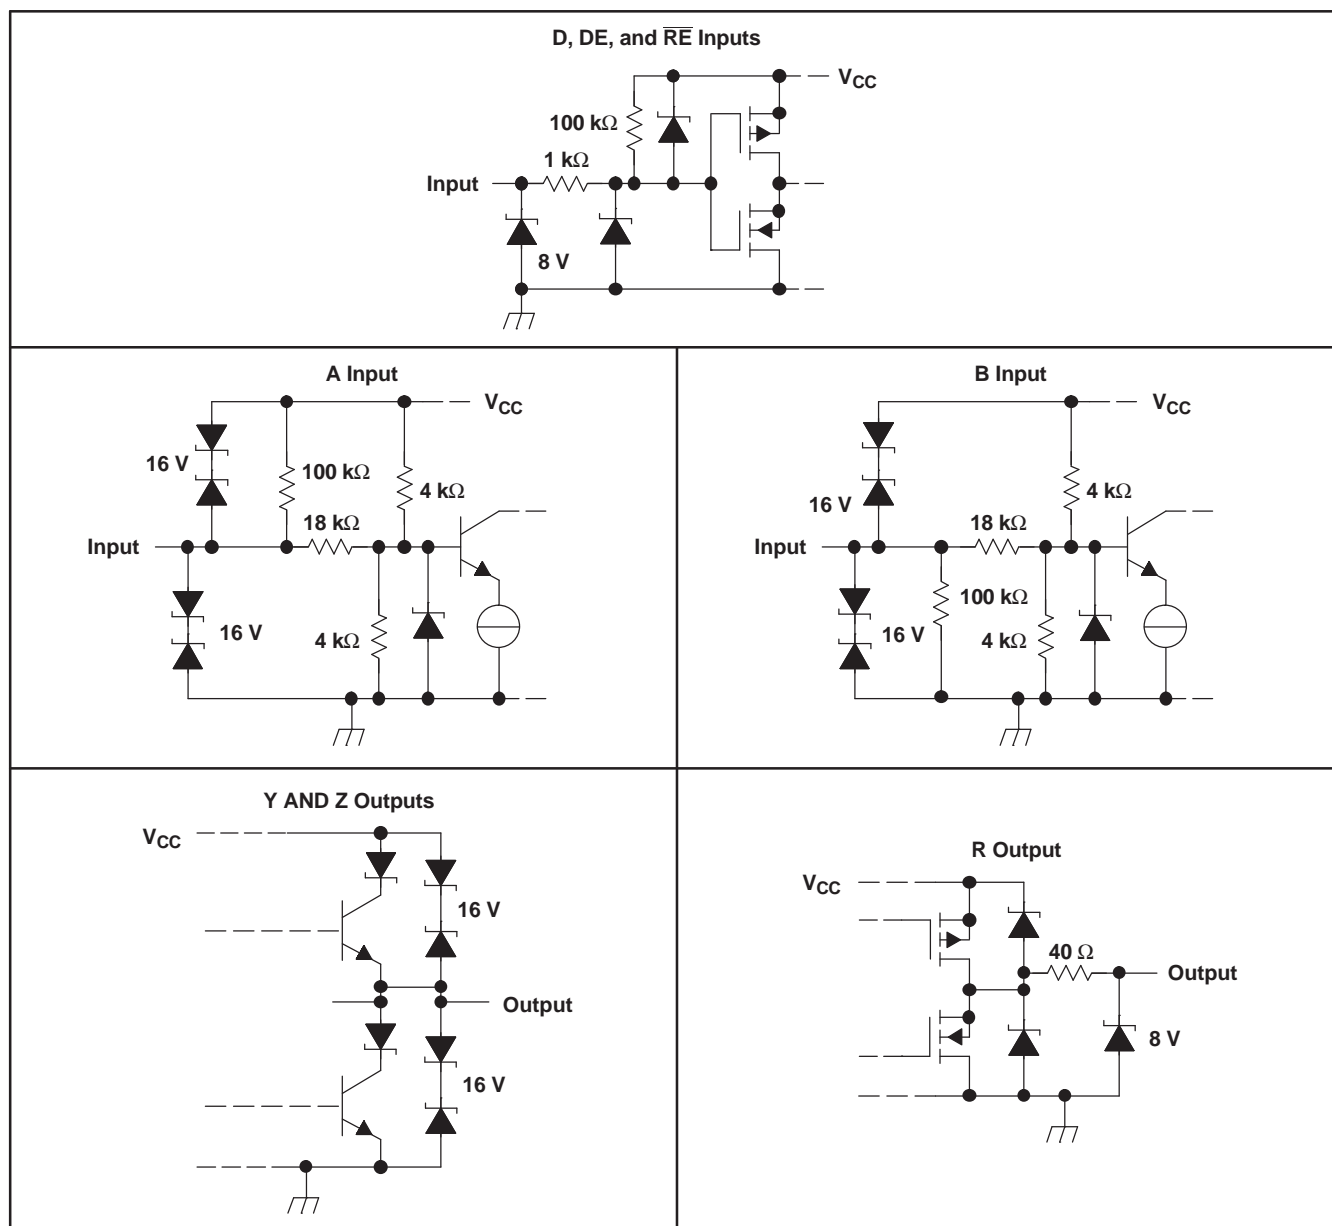 D, DE, and R̅E̅ Inputs
VCC
100 kΩ
1 kΩ
Input
8 V
A Input
VCC
16 V
100 kΩ
4 kΩ
18 kΩ
Input
16 V
4 kΩ
B Input
VCC
4 kΩ
16 V
18 kΩ
Input
100 kΩ
16 V
4 kΩ
Y AND Z Outputs
VCC
16 V
Output
16 V
R Output
VCC
40 Ω
Output
8 V